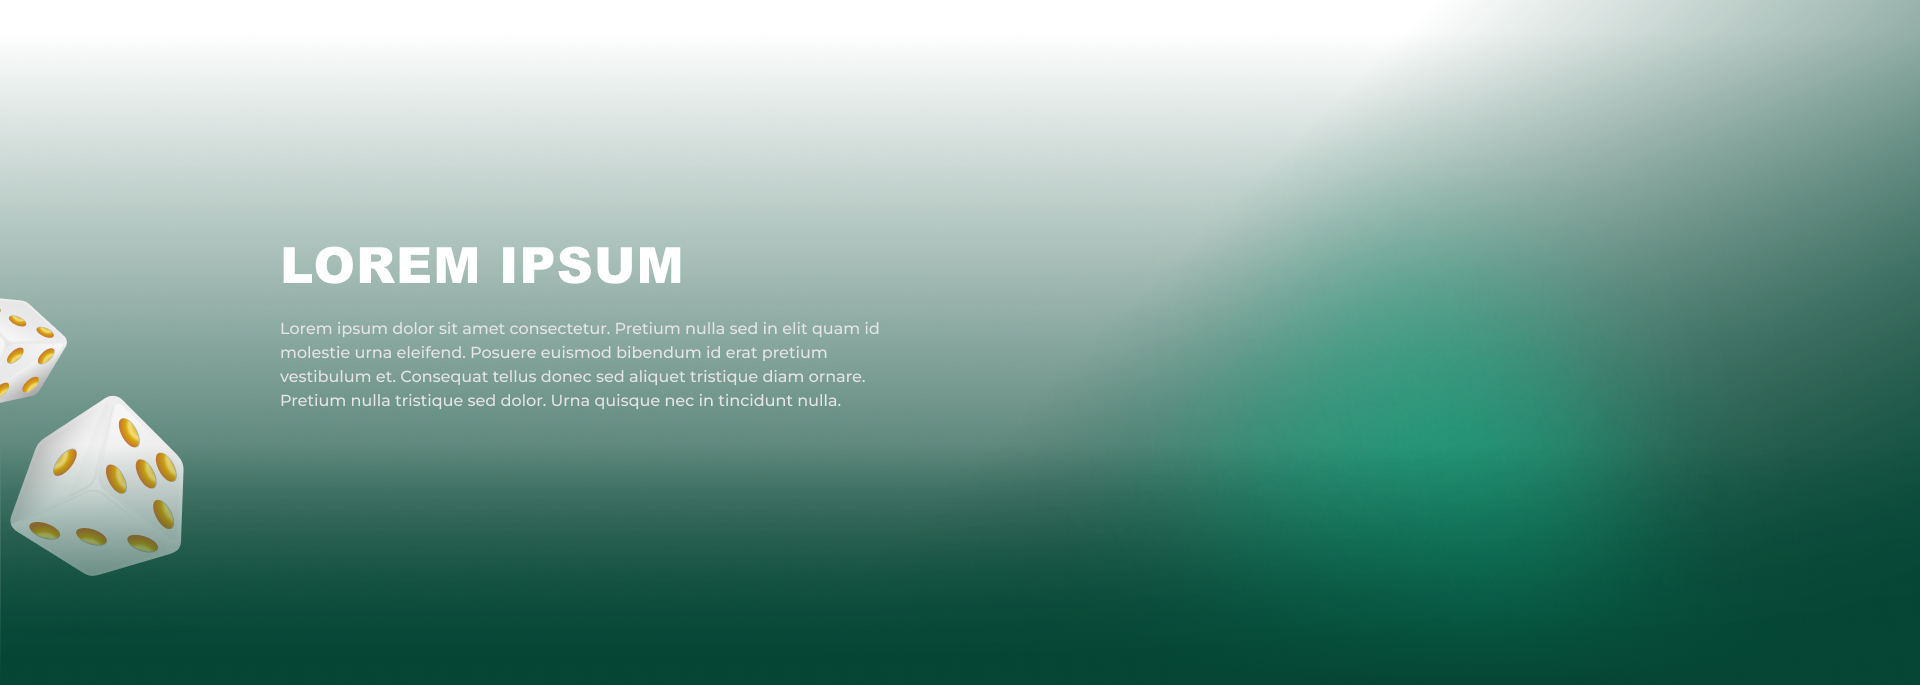 LOREM IPSUM
Lorem ipsum dolor sit amet consectetur. Pretium nulla sed in elit quam id
molestie urna eleifend. Posuere euismod bibendum id erat pretium
vestibulum et. Consequat tellus donec sed aliquet tristique diam ornare.
Pretium nulla tristique sed dolor. Urna quisque nec in tincidunt nulla.